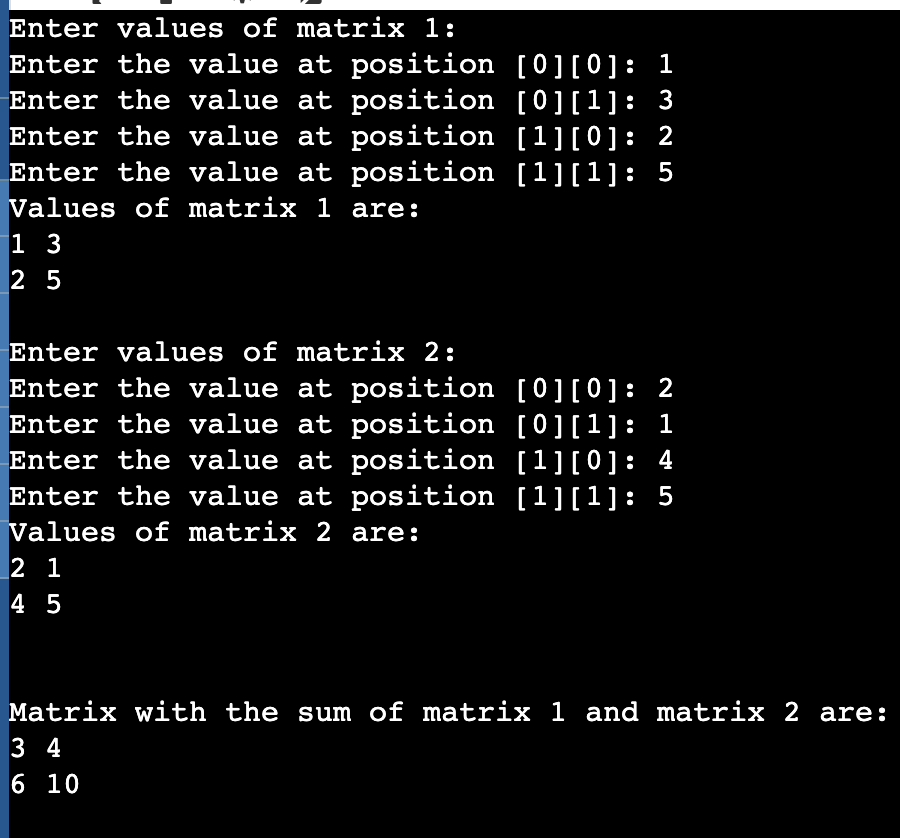 Enter values of matrix 1:
Enter the value at position [0][0]: 1
Enter the value at position [0][1]: 3
Enter the value at position [1][0]: 2
Enter the value at position [1][1]: 5
Values of matrix 1 are:
1 3
2 5
Enter values of matrix 2:
Enter the value at position [0][0]: 2
Enter the value at position [0][1]: 1
Enter the value at position [1][0]: 4
Enter the value at position [1][1]: 5
Values of matrix 2 are:
2 1
4 5
Matrix with the sum of matrix 1 and matrix 2 are:
3 4
6 10